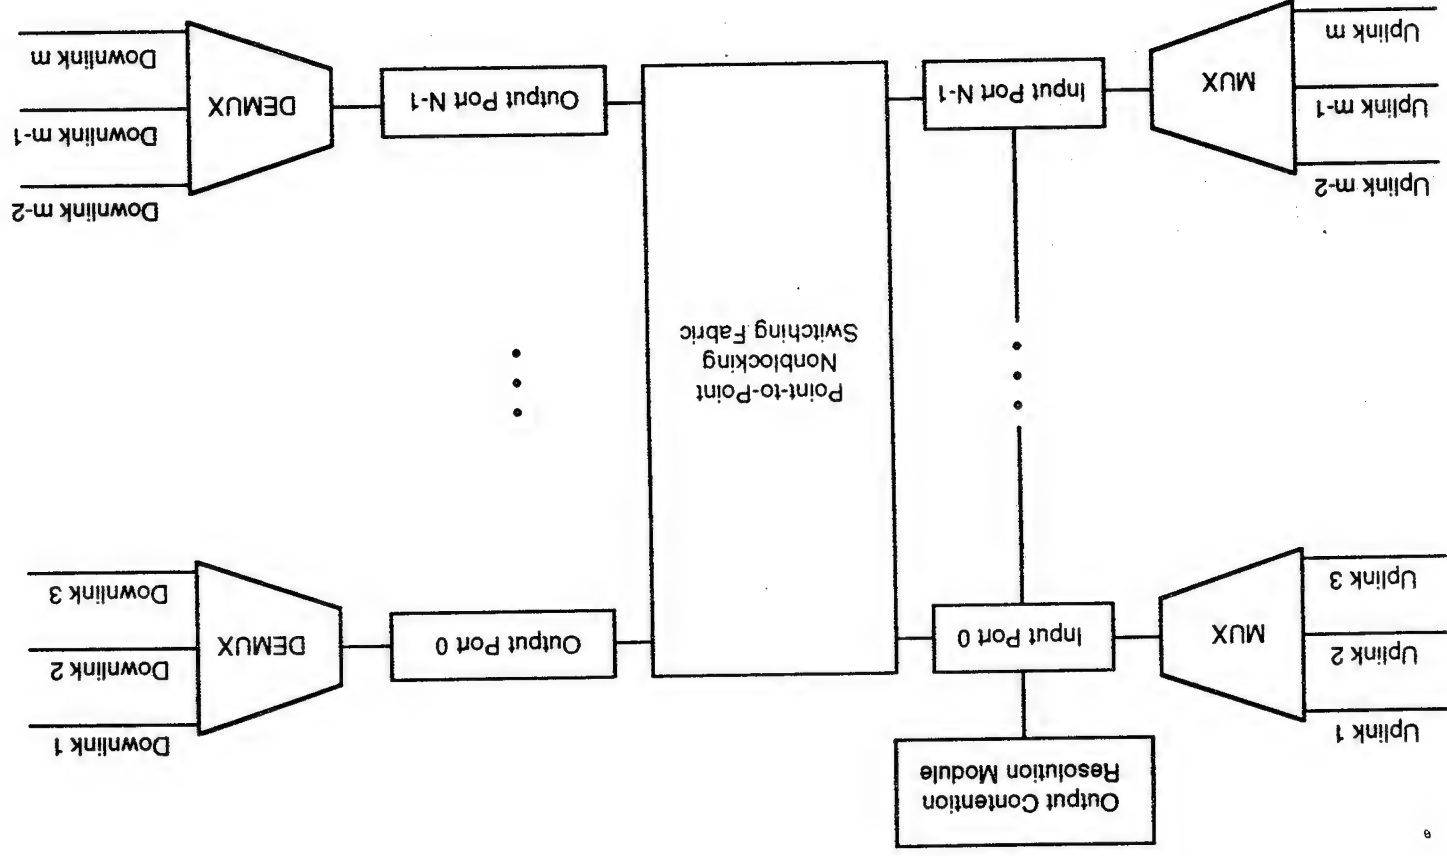 Output Contention
Resolution Module
Uplink 1
Uplink 2
Uplink 3
MUX
Input Port 0
Output Port 0
DEMUX
Downlink 1
Downlink 2
Downlink 3
Point-to-Point
Nonblocking
Switching Fabric
Uplink m-2
Uplink m-1
Uplink m
MUX
Input Port N-1
Output Port N-1
DEMUX
Downlink m-2
Downlink m-1
Downlink m